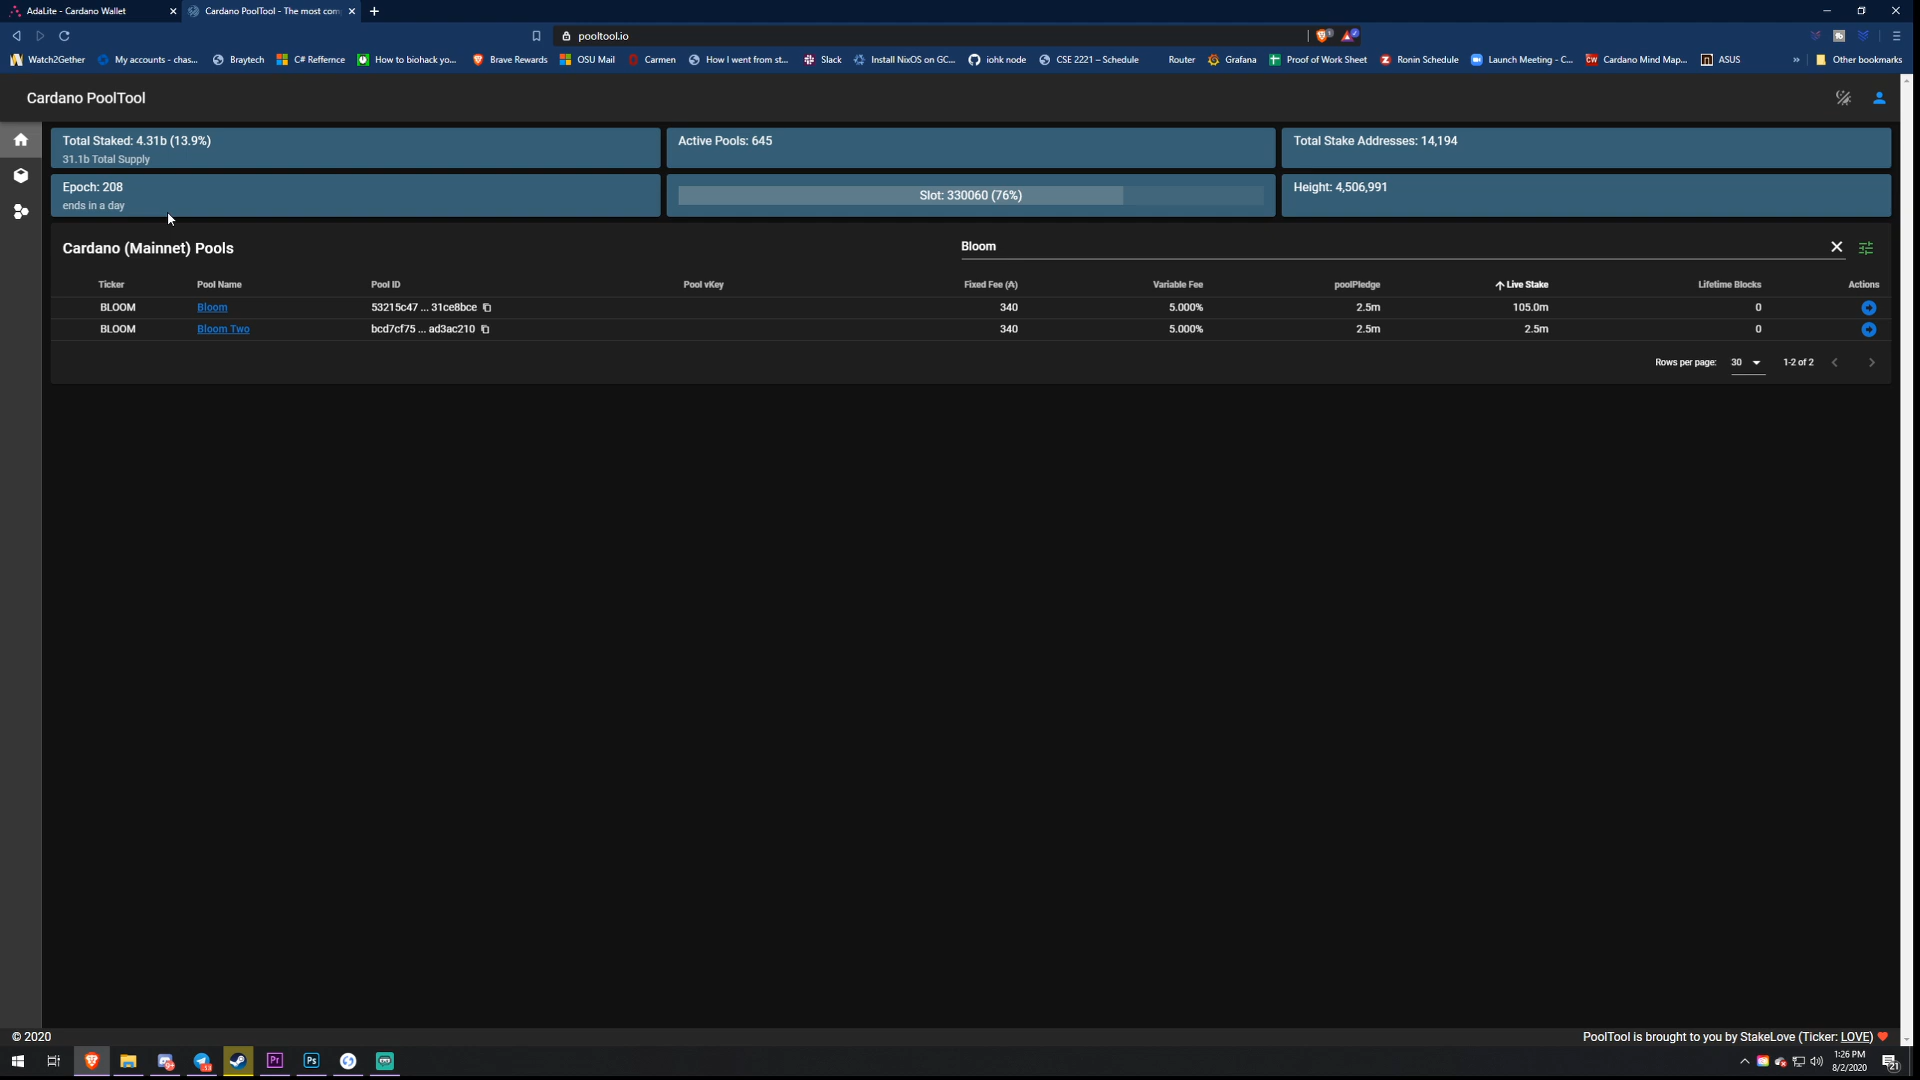 AdaLite - Cardano Wallet
Cardano PoolTool - The most com
pooltool.io
Watch2Gether My accounts - chas... Braytech C# Reffernce How to biohack yo... Brave Rewards OSU Mail Carmen How I went from st... Slack Install NixOS on GC... iohk node CSE 2221 – Schedule Router Grafana Proof of Work Sheet Ronin Schedule Launch Meeting - C... Cardano Mind Map... ASUS » Other bookmarks
Cardano PoolTool
Total Staked: 4.31b (13.9%)
31.1b Total Supply
Active Pools: 645
Total Stake Addresses: 14,194
Epoch: 208
ends in a day
Slot: 330060 (76%)
Height: 4,506,991
Cardano (Mainnet) Pools
Bloom
Ticker Pool Name Pool ID Pool vKey Fixed Fee (₳) Variable Fee poolPledge Live Stake Lifetime Blocks Actions
BLOOM Bloom 53215c47 ... 31ce8bce 340 5.000% 2.5m 105.0m 0
BLOOM Bloom Two bcd7cf75 ... ad3ac210 340 5.000% 2.5m 2.5m 0
Rows per page: 30 1-2 of 2
© 2020
PoolTool is brought to you by StakeLove (Ticker: LOVE)
Pr
Ps
1:26 PM
8/2/2020
21